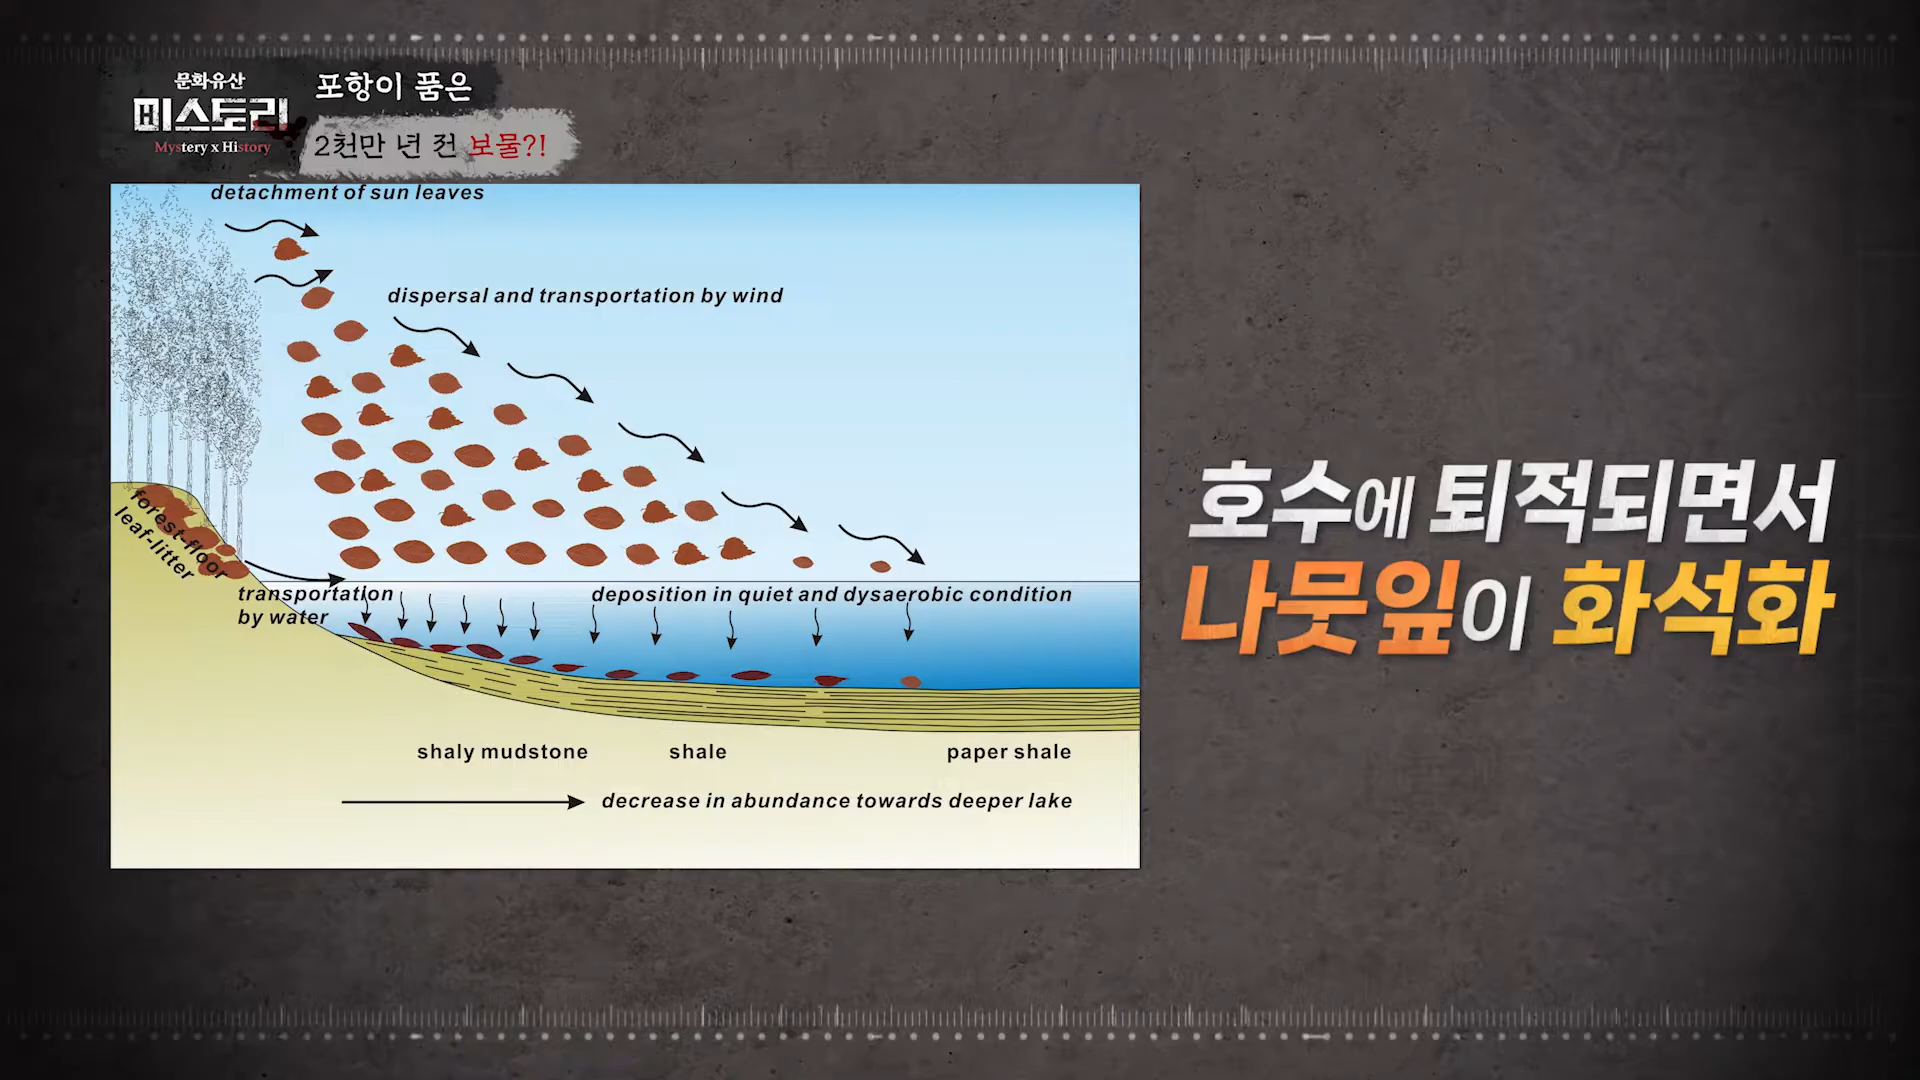 문화유산
미스토리
Mystery x History
포항이 품은
2천만 년 전 보물?!
detachment of sun leaves
dispersal and transportation by wind
forest-floor
leaf-litter
transportation
by water
deposition in quiet and dysaerobic condition
shaly mudstone
shale
paper shale
decrease in abundance towards deeper lake
호수에 퇴적되면서
나뭇잎이 화석화